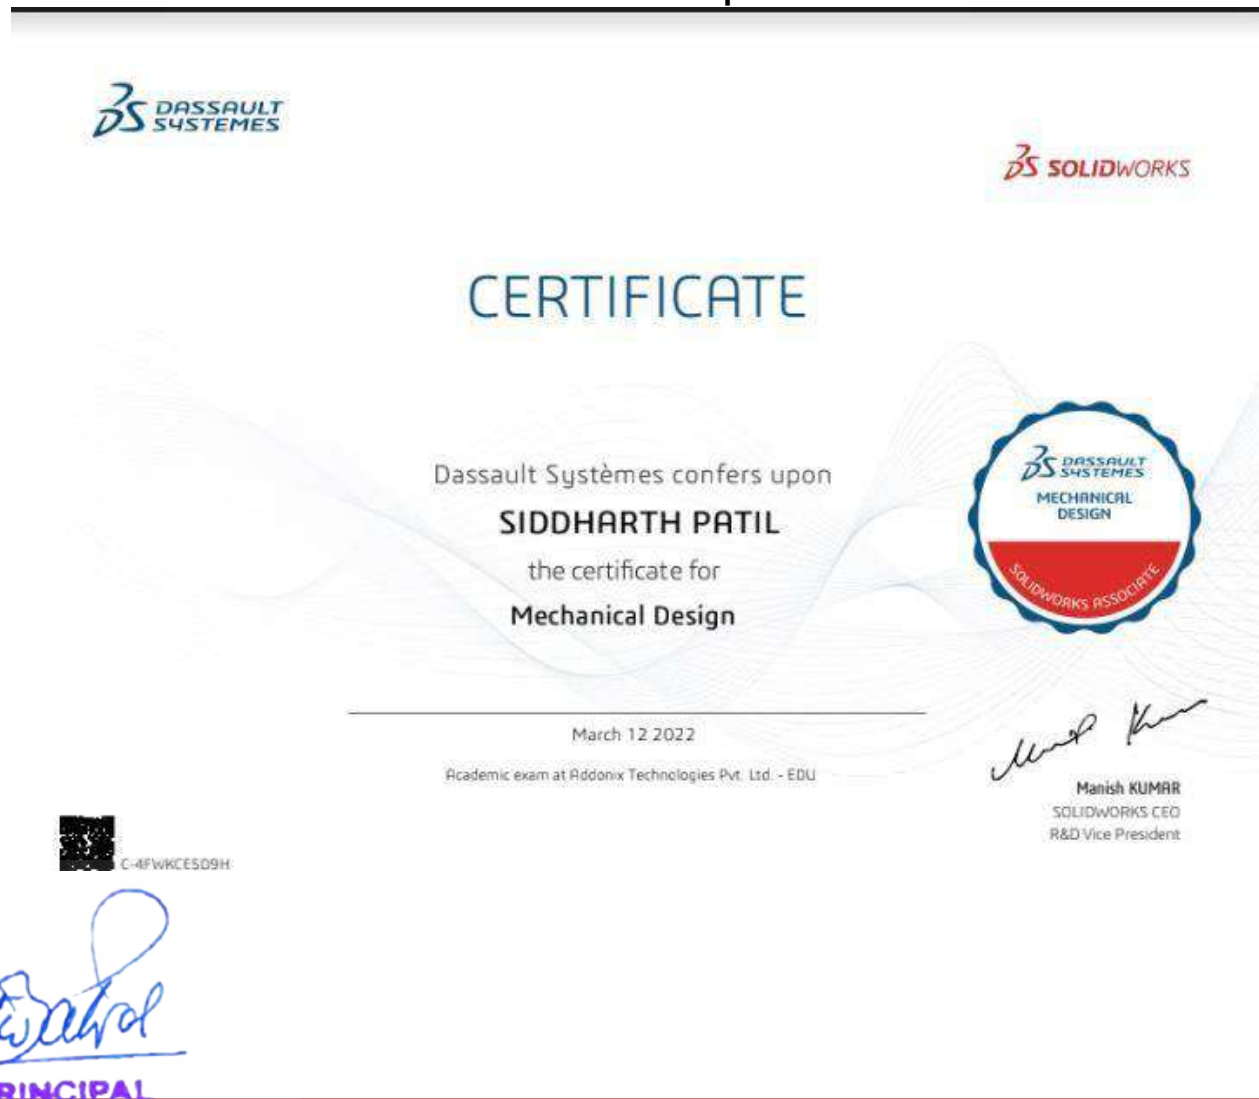 DASSAULT
SYSTEMES
SOLIDWORKS
CERTIFICATE
Dassault Systèmes confers upon
SIDDHARTH PATIL
the certificate for
Mechanical Design
DASSAULT
SYSTEMES
MECHANICAL
DESIGN
SOLIDWORKS ASSOCIATE
March 12 2022
Academic exam at Addonix Technologies Pvt. Ltd. - EDU
Manish KUMAR
SOLIDWORKS CEO
R&D Vice President
C-4FWKCESD9H
RINCIPAL